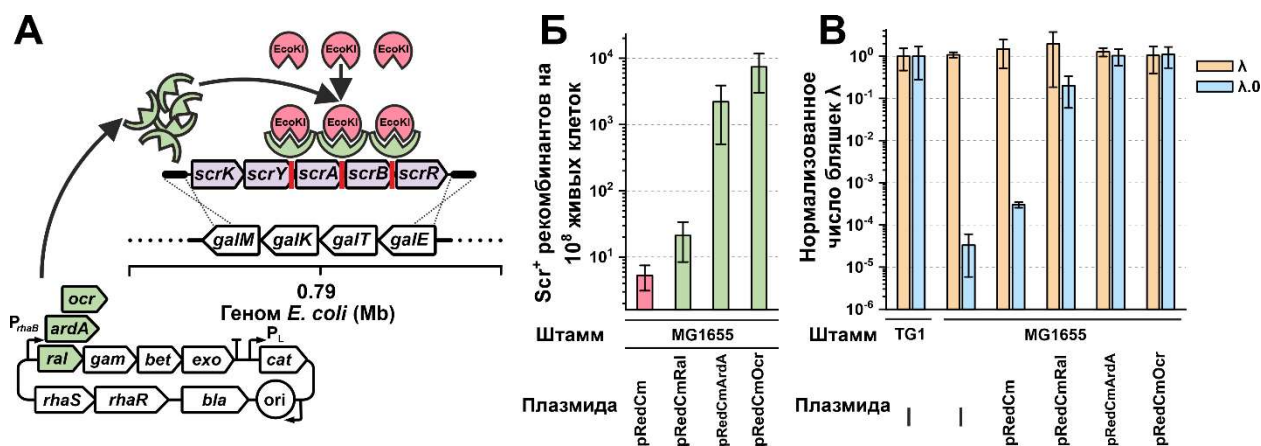 А
EcoKI EcoKI EcoKI
EcoKI EcoKI EcoKI
scrK scrY scrA scrB scrR
galM galK galT galE
0.79
Геном E. coli (Mb)
ocr
PrhaB ardA
PL
ral gam bet exo cat
rhaS rhaR bla ori
Б
Scr+ рекомбинантов на
10^8 живых клеток
10^4
10^3
10^2
10^1
Штамм MG1655
Плазмида
pRedCm
pRedCmRal
pRedCmArdA
pRedCmOcr
В
Нормализованное
число бляшек λ
10^0
10^-1
10^-2
10^-3
10^-4
10^-5
10^-6
λ
λ.0
Штамм TG1 MG1655
Плазмида
—
—
pRedCm
pRedCmRal
pRedCmArdA
pRedCmOcr